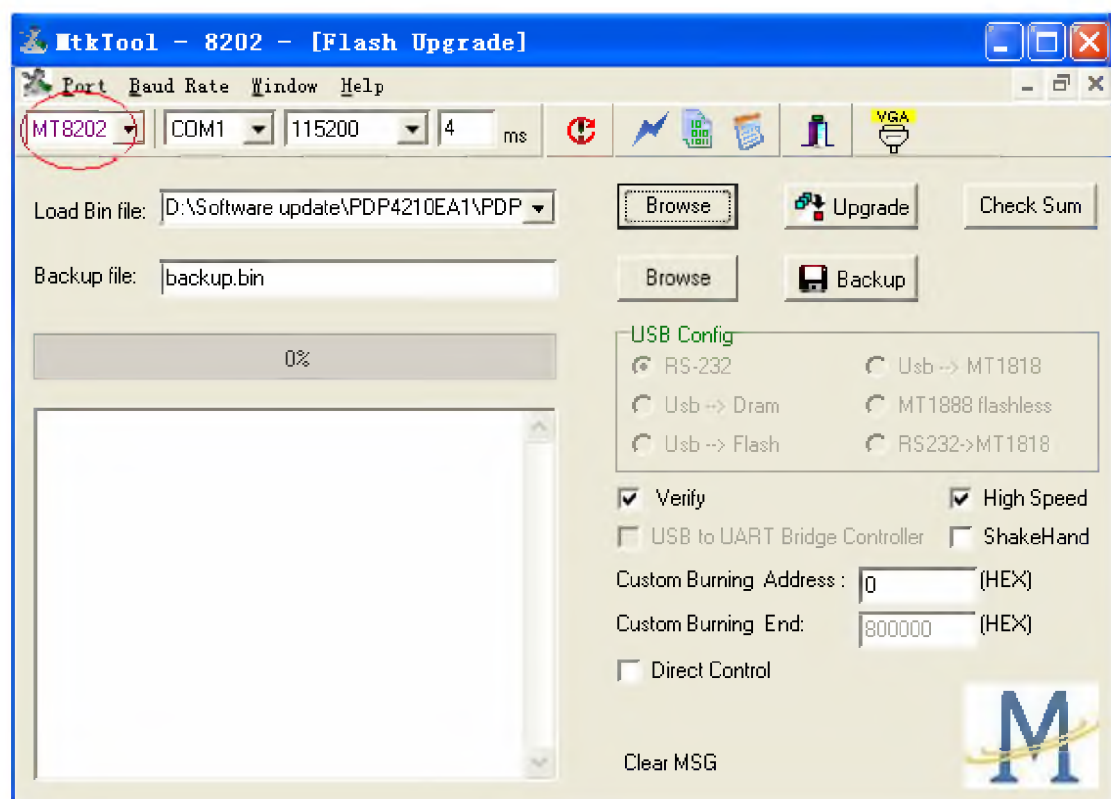 MtkTool - 8202 - [Flash Upgrade]
Port Baud Rate Window Help
MT8202 COM1 115200 4 ms VGA
Load Bin file: D:\Software update\PDP4210EA1\PDP Browse Upgrade Check Sum
Backup file: backup.bin Browse Backup
USB Config
0% RS-232 Usb --> MT1818
Usb --> Dram MT1888 flashless
Usb --> Flash RS232->MT1818
Verify High Speed
USB to UART Bridge Controller ShakeHand
Custom Burning Address : 0 (HEX)
Custom Burning End: 800000 (HEX)
Direct Control
Clear MSG
M